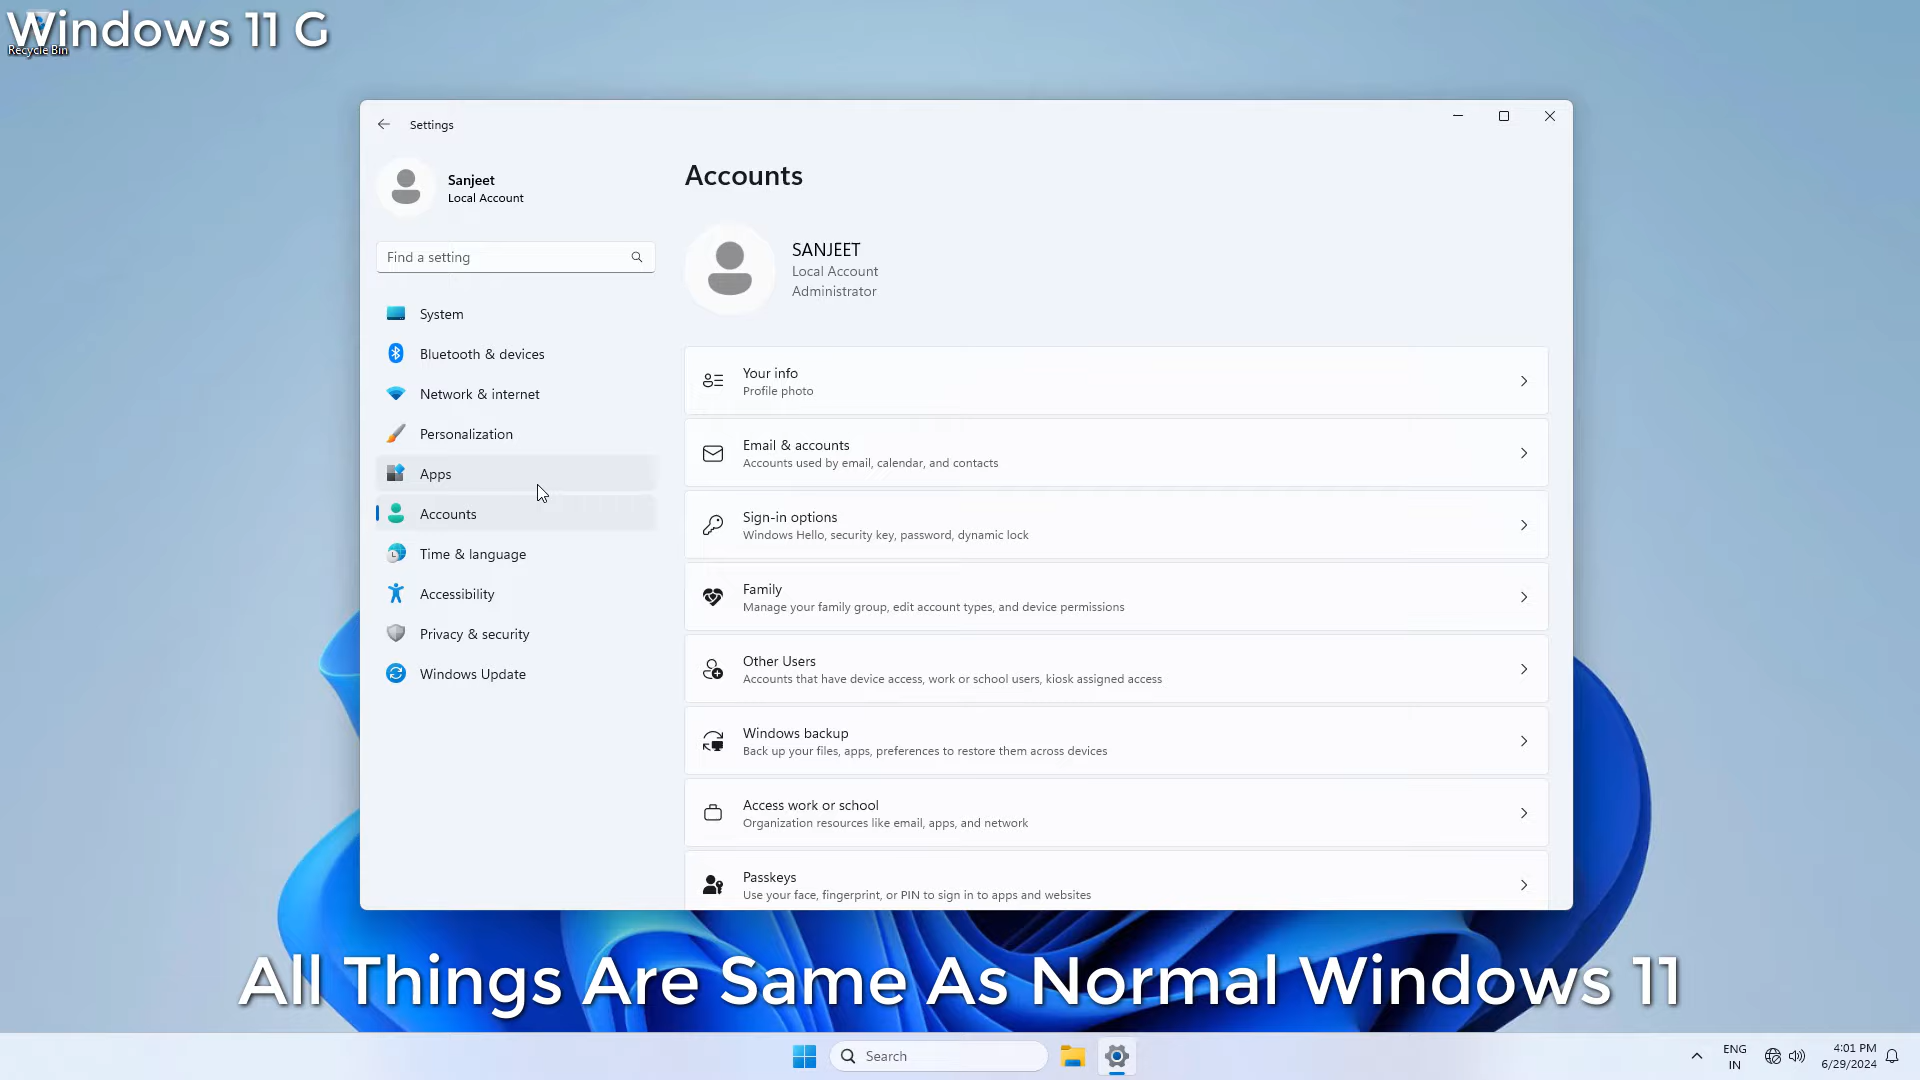 Windows 11 G
Recycle Bin
Settings
Sanjeet
Local Account
Find a setting
System
Bluetooth & devices
Network & internet
Personalization
Apps
Accounts
Time & language
Accessibility
Privacy & security
Windows Update
Accounts
SANJEET
Local Account
Administrator
Your info
Profile photo
Email & accounts
Accounts used by email, calendar, and contacts
Sign-in options
Windows Hello, security key, password, dynamic lock
Family
Manage your family group, edit account types, and device permissions
Other Users
Accounts that have device access, work or school users, kiosk assigned access
Windows backup
Back up your files, apps, preferences to restore them across devices
Access work or school
Organization resources like email, apps, and network
Passkeys
Use your face, fingerprint, or PIN to sign in to apps and websites
All Things Are Same As Normal Windows 11
Search
ENG
IN
4:01 PM
6/29/2024